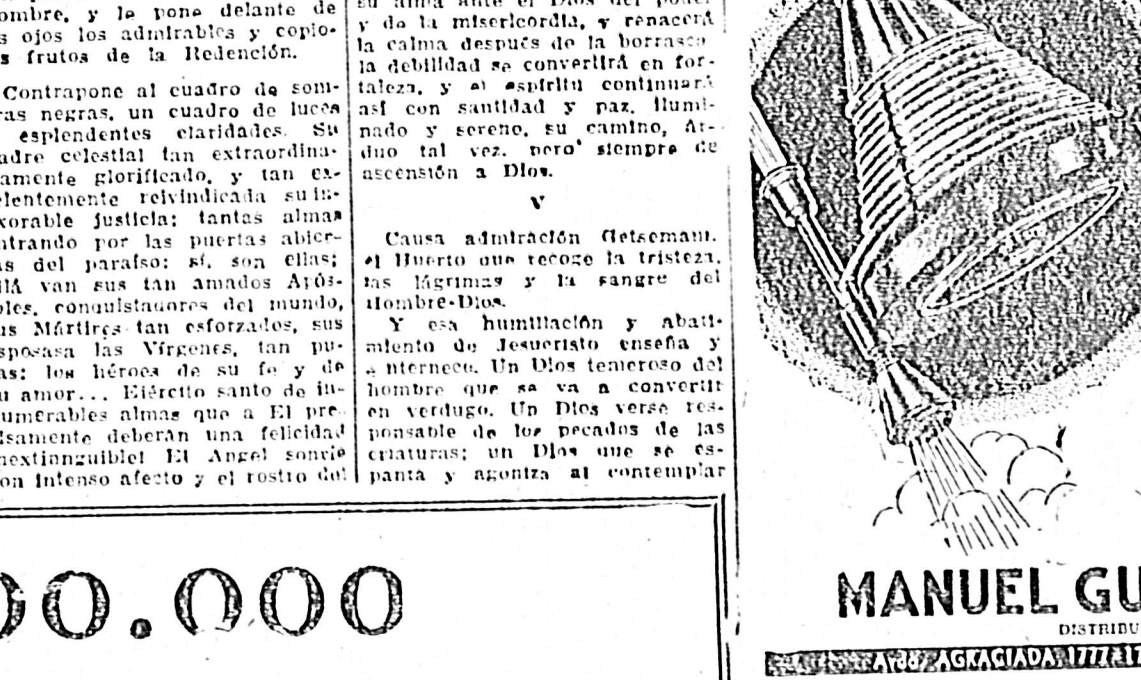 ombre, y le pone delante de
s ojos los admirables y copio-
s frutos de la Redención.
Contrapone al cuadro de som-
ras negras, un cuadro de luces
esplendentes claridades. Su
adre celestial tan extraordina-
amente glorificado, y tan ex-
elentemente reivindicada su in-
xorable justicia; tantas almas
ntrando por las puertas abier-
as del paraíso; sí, son ellas;
llá van sus tan amados Após-
oles, conquistadores del mundo,
us Mártires tan esforzados, sus
sposasa las Vírgenes, tan pu-
as; los héroes de su fe y de
u amor... Ejército santo de in-
umerables almas que a El pre-
isamente deberán una felicidad
nextinnguible! El Angel sonríe
on intenso afecto y el rostro del
su alma ante el Dios del poder
y de la misericordia, y renacerá
la calma después de la borrasca
la debilidad se convertirá en for-
taleza, y el espíritu continuará
así con santidad y paz, ilumi-
nado y sereno, su camino, ár-
duo tal vez, pero siempre de
ascensión a Dios.
V
Causa admiración Getsemaní,
el Huerto que recoge la tristeza,
las lágrimas y la sangre del
Hombre-Dios.
Y esa humillación y abati-
miento de Jesucristo enseña y
enternece. Un Dios temeroso del
hombre que se va a convertir
en verdugo. Un Dios verse res-
ponsable de los pecados de las
criaturas; un Dios que se es-
panta y agoniza al contemplar
00.000
MANUEL GU
DISTRIBU
Avda. AGRACIADA 1777 17